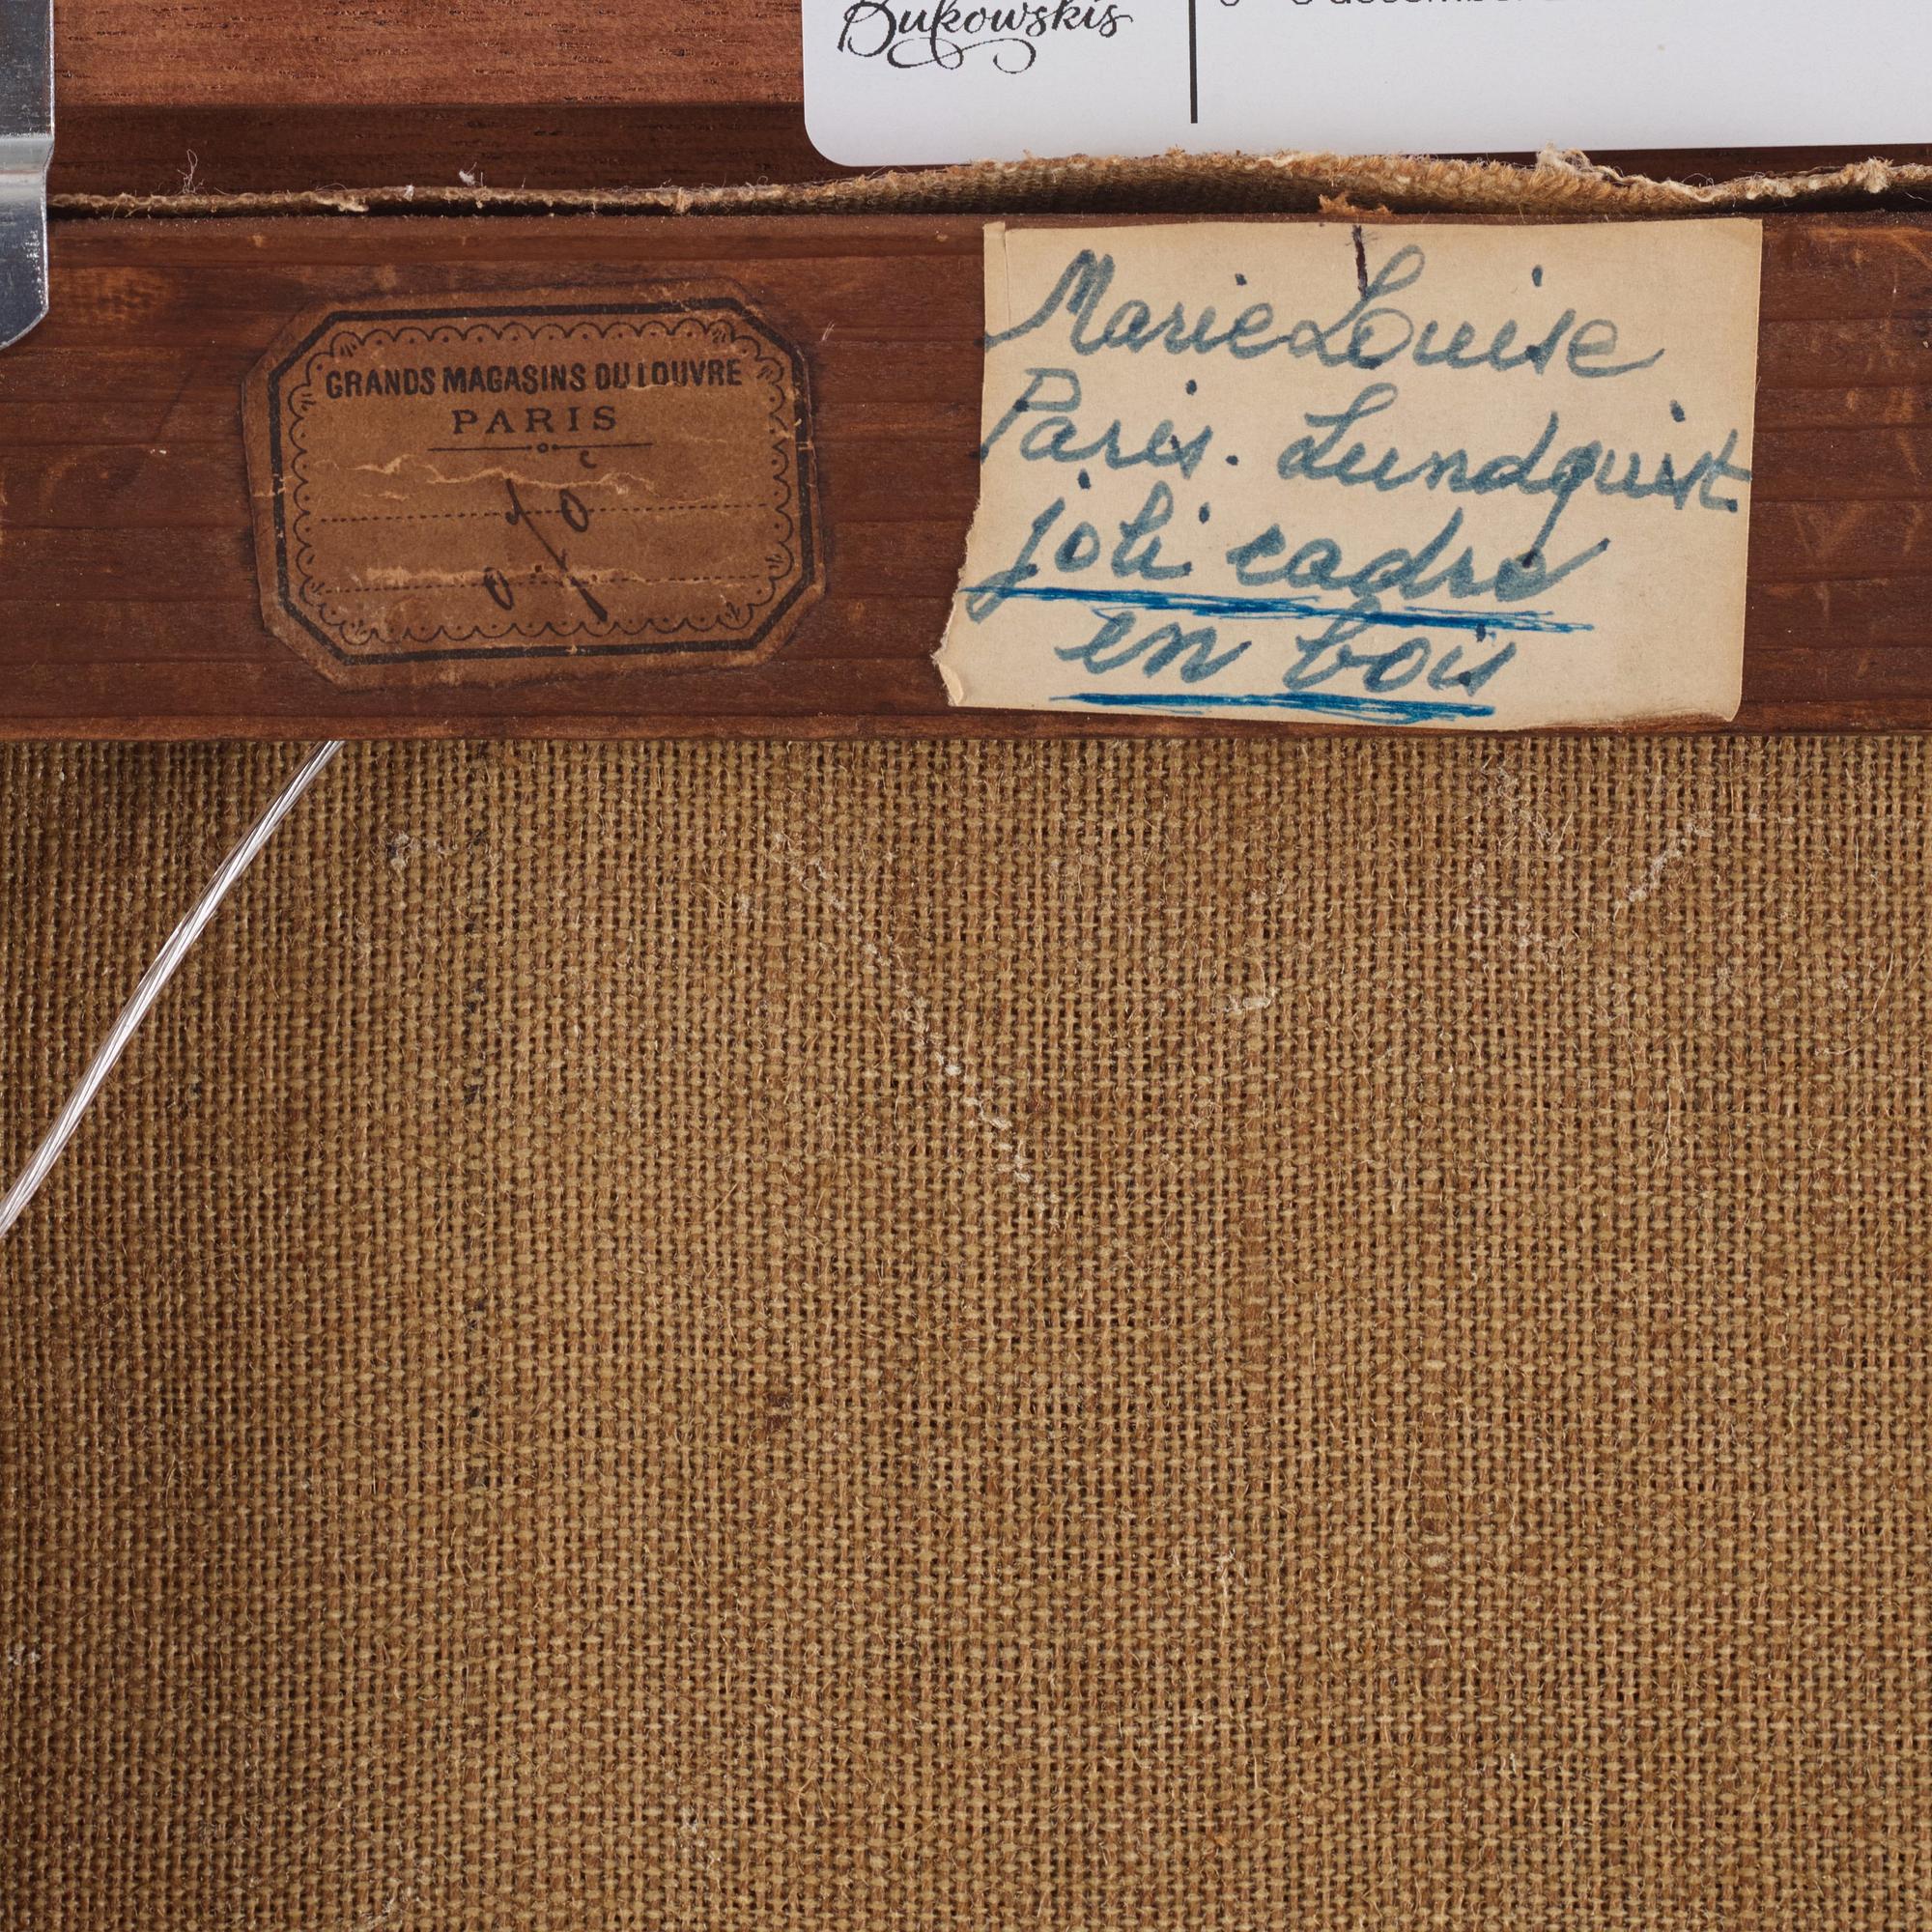 Bukowskis
GRANDS MAGASINS DU LOUVRE
PARIS
Marie Louise
Paris. Lundquist
joli cadre
en bois